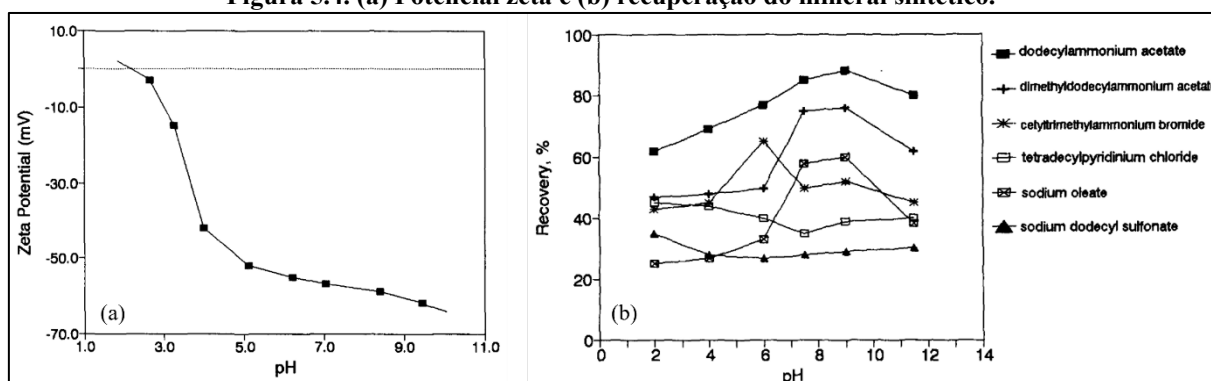 Figura 3.4. (a) Potencial zeta e (b) recuperação do mineral sintético.
10.0
-10.0
-30.0
-50.0
-70.0
Zeta Potential (mV)
(a)
1.0
3.0
5.0
7.0
9.0
11.0
pH
100
80
60
40
20
0
Recovery, %
(b)
0
2
4
6
8
10
12
14
pH
dodecylammonium acetate
dimethyldodecylammonium acetate
celyltrimethylammonium bromide
tetradecylpyridinium chloride
sodium oleate
sodium dodecyl sulfonate